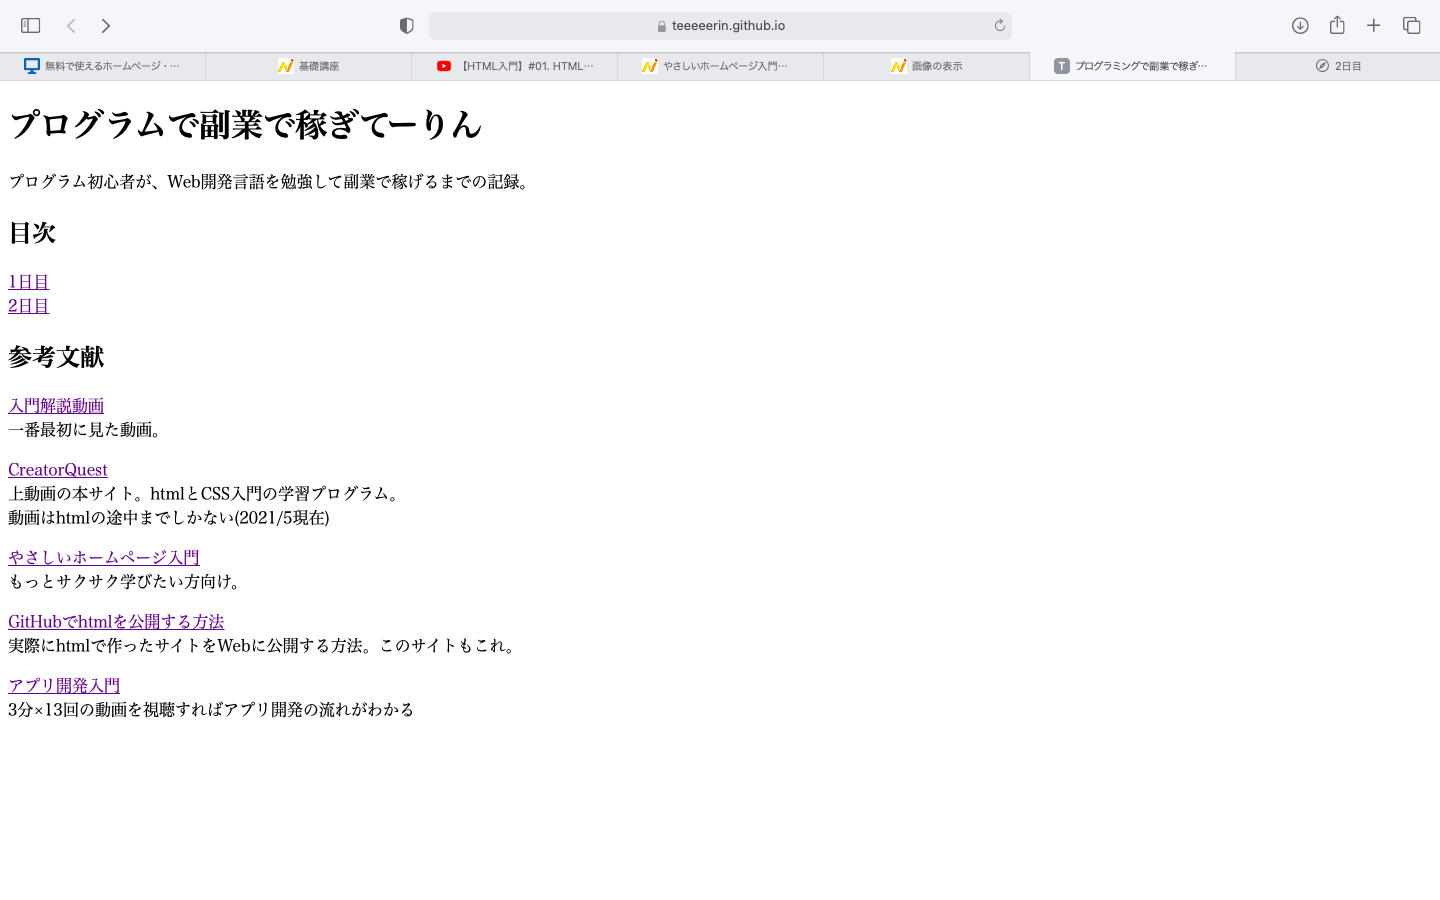 teeeeerin.github.io
無料で使えるホームページ・…
基礎講座
【HTML入門】#01. HTML…
やさしいホームページ入門…
画像の表示
T プログラミングで副業で稼ぎ…
2日目
プログラムで副業で稼ぎてーりん
プログラム初心者が、Web開発言語を勉強して副業で稼げるまでの記録。
目次
1日目
2日目
参考文献
入門解説動画
一番最初に見た動画。
CreatorQuest
上動画の本サイト。htmlとCSS入門の学習プログラム。
動画はhtmlの途中までしかない(2021/5現在)
やさしいホームページ入門
もっとサクサク学びたい方向け。
GitHubでhtmlを公開する方法
実際にhtmlで作ったサイトをWebに公開する方法。このサイトもこれ。
アプリ開発入門
3分×13回の動画を視聴すればアプリ開発の流れがわかる